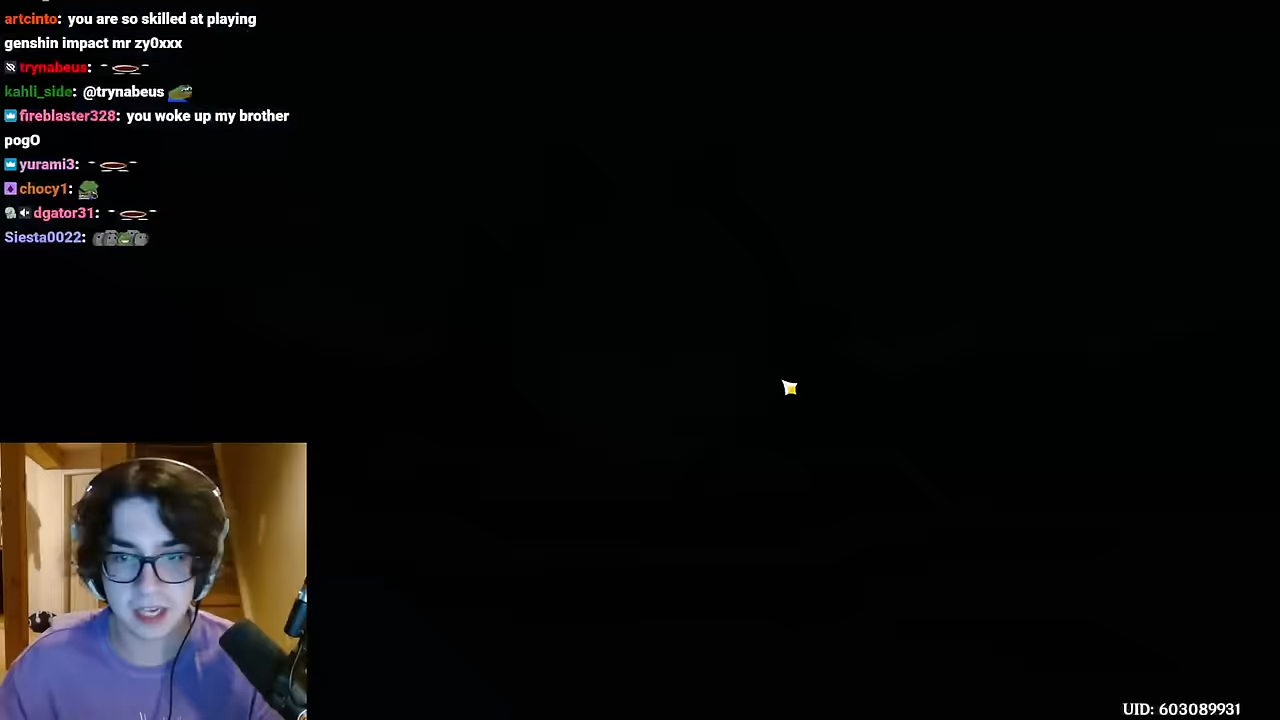 artcinto: you are so skilled at playing
genshin impact mr zy0xxx
trynabeus:
kahli_side: @trynabeus
fireblaster328: you woke up my brother
pogO
yurami3:
chocy1:
dgator31:
Siesta0022:
UID: 603089931